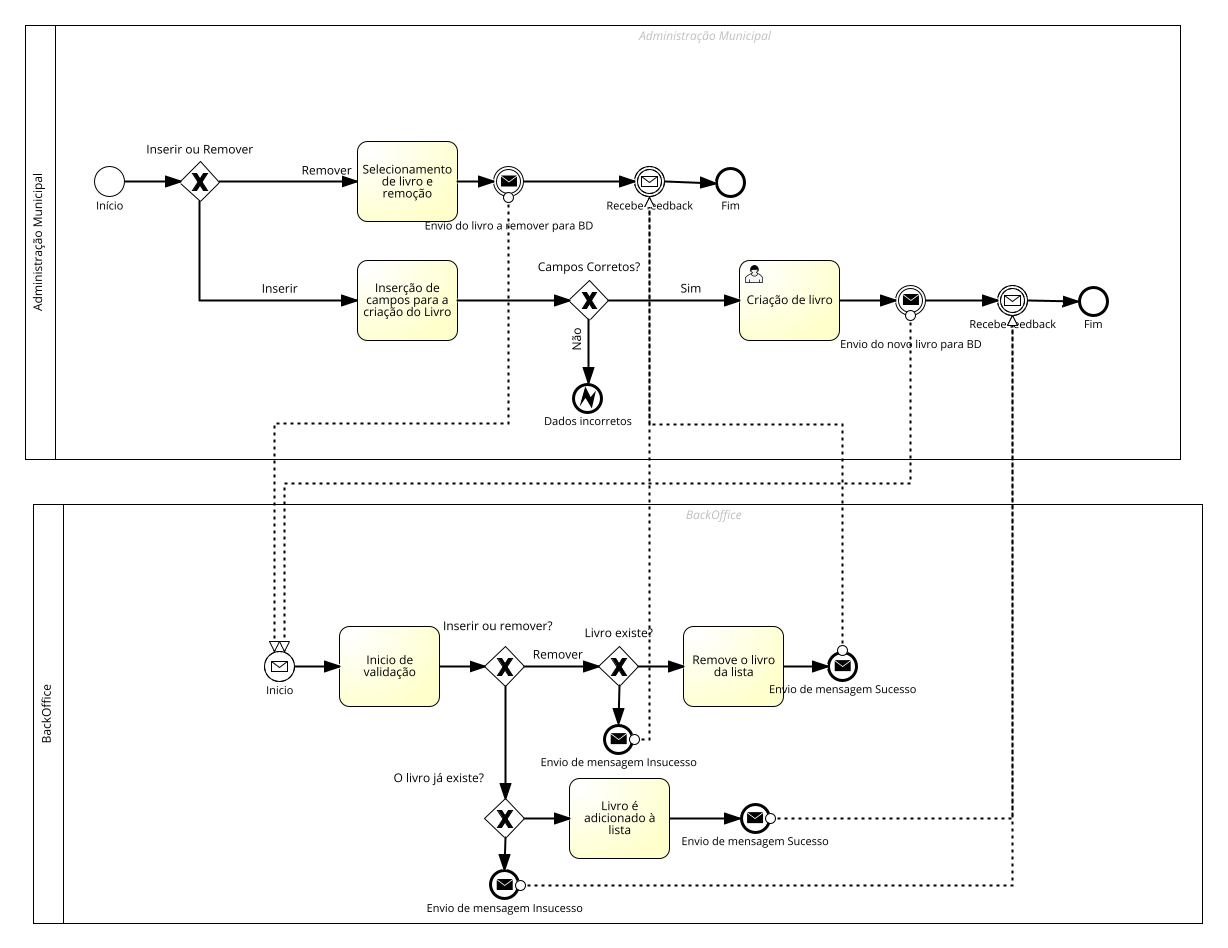 Administração Municipal
Administração Municipal
Inserir ou Remover
Remover
Selecionamento
de livro e
remoção
Início
Envio do livro a remover para BD
Recebe feedback
Fim
Campos Corretos?
Inserir
Inserção de
campos para a
criação do Livro
Sim
Criação de livro
Não
Recebe feedback
Fim
Envio do novo livro para BD
Dados incorretos
BackOffice
BackOffice
Inserir ou remover?
Livro existe?
Inicio de
validação
Remover
Remove o livro
da lista
Inicio
Envio de mensagem Sucesso
Envio de mensagem Insucesso
O livro já existe?
Livro é
adicionado à
lista
Envio de mensagem Sucesso
Envio de mensagem Insucesso